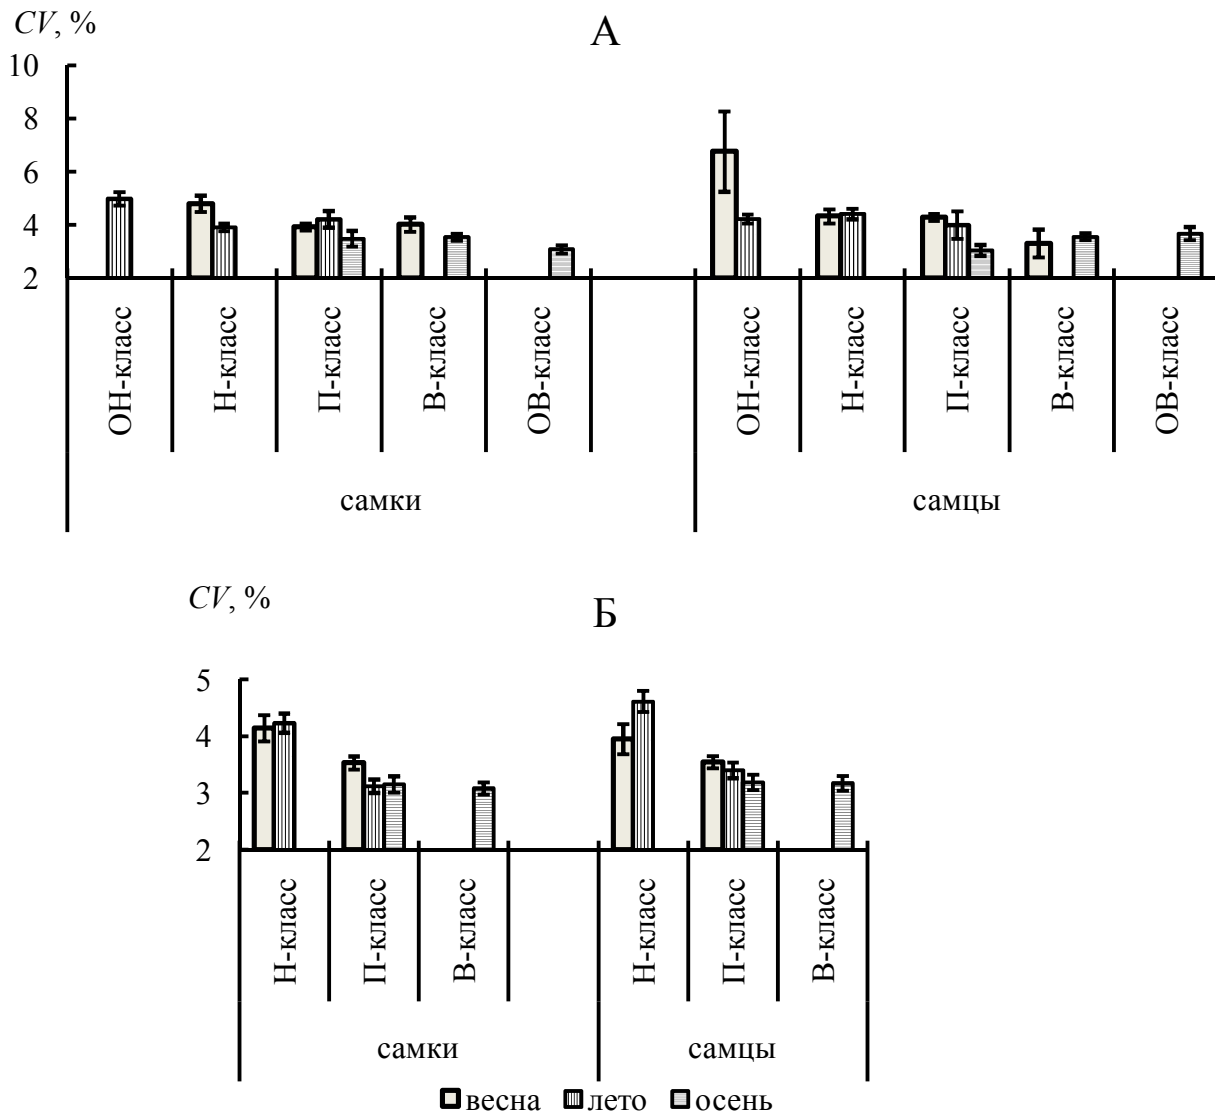 CV, %
А
10
8
6
4
2
ОН-класс
Н-класс
П-класс
В-класс
ОВ-класс
ОН-класс
Н-класс
П-класс
В-класс
ОВ-класс
самки
самцы
CV, %
Б
5
4
3
2
Н-класс
П-класс
В-класс
Н-класс
П-класс
В-класс
самки
самцы
весна лето осень